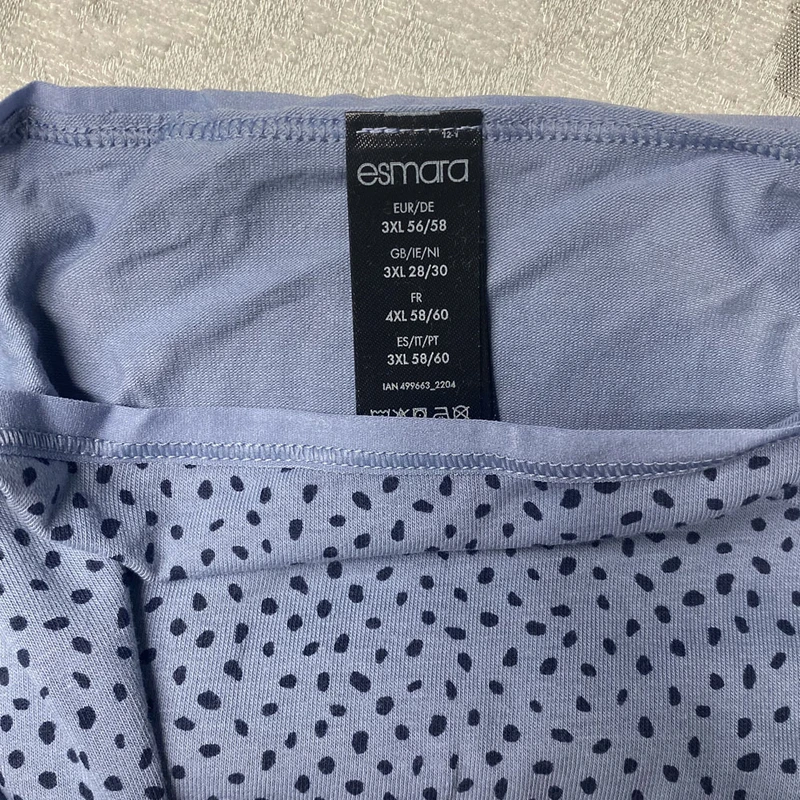 esmara
EUR/DE
3XL 56/58
GB/IE/NI
3XL 28/30
FR
4XL 58/60
ES/IT/PT
3XL 58/60
IAN 499663_2204